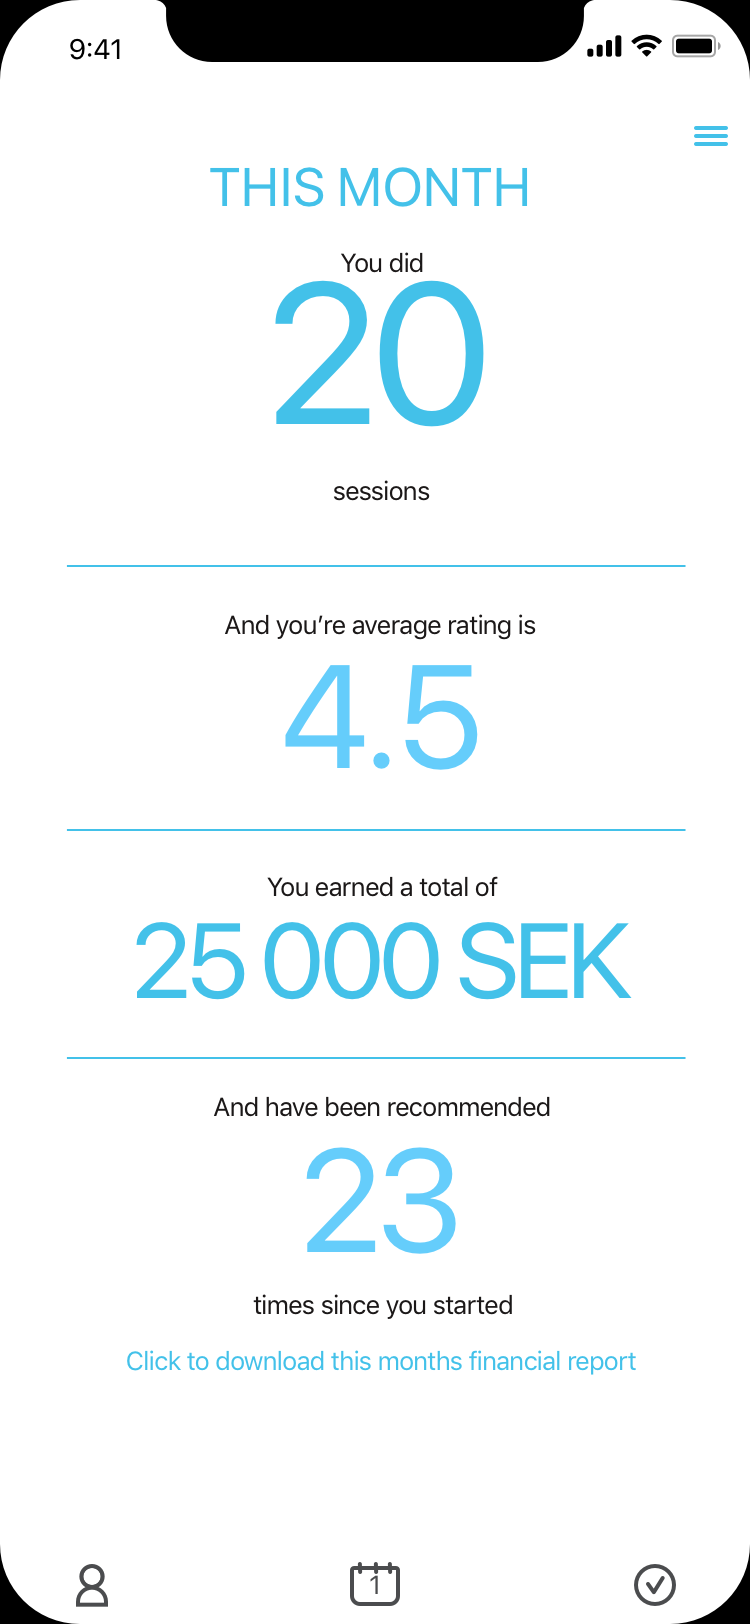 9:41
THIS MONTH
You did
20
sessions
And you’re average rating is
4.5
You earned a total of
25 000 SEK
And have been recommended
23
times since you started
Click to download this months financial report
1